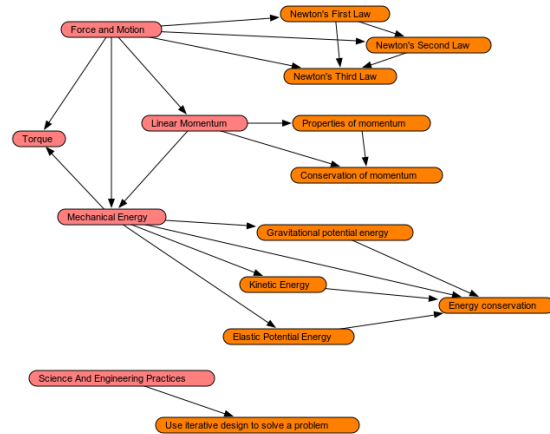 Newton's First Law
Force and Motion
Newton's Second Law
Newton's Third Law
Linear Momentum
Properties of momentum
Torque
Conservation of momentum
Mechanical Energy
Gravitational potential energy
Kinetic Energy
Energy conservation
Elastic Potential Energy
Science And Engineering Practices
Use iterative design to solve a problem